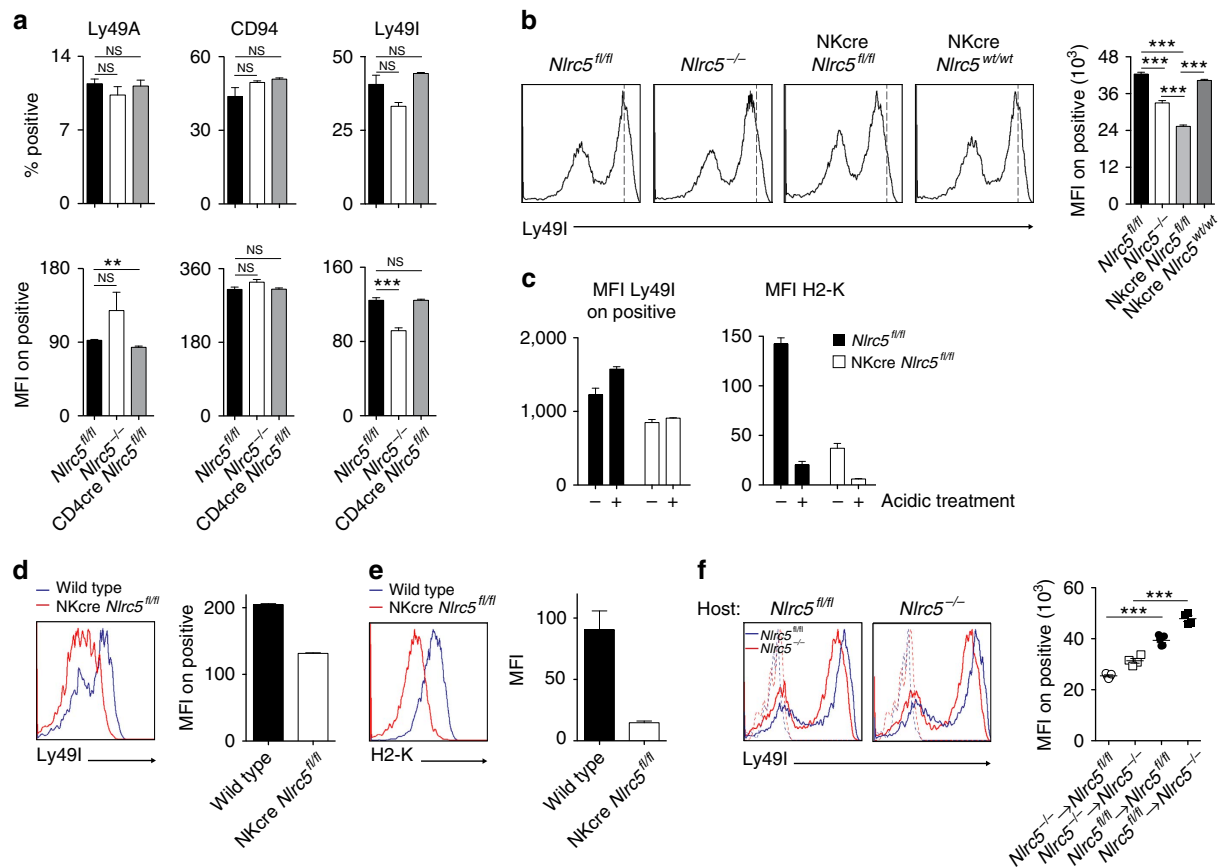 a
Ly49A
CD94
Ly49I
% positive
14
7
0
NS
NS
60
30
0
NS
NS
50
25
0
NS
NS
MFI on positive
180
90
0
**
NS
360
180
0
NS
NS
160
80
0
NS
***
Nlrc5fl/fl
Nlrc5–/–
CD4cre Nlrc5fl/fl
Nlrc5fl/fl
Nlrc5–/–
CD4cre Nlrc5fl/fl
Nlrc5fl/fl
Nlrc5–/–
CD4cre Nlrc5fl/fl
b
Nlrc5fl/fl
Nlrc5–/–
NKcre
Nlrc5fl/fl
NKcre
Nlrc5wt/wt
Ly49I
MFI on positive (10³)
48
36
24
12
0
***
*** ***
***
Nlrc5fl/fl
Nlrc5–/–
Nkcre Nlrc5fl/fl
NKcre Nlrc5wt/wt
c
MFI Ly49I
on positive
2,000
1,000
0
– + – +
MFI H2-K
150
100
50
0
– + – +
Acidic treatment
Nlrc5fl/fl
NKcre Nlrc5fl/fl
d
Wild type
NKcre Nlrc5fl/fl
Ly49I
MFI on positive
200
100
0
Wild type
NKcre Nlrc5fl/fl
e
Wild type
NKcre Nlrc5fl/fl
H2-K
MFI
100
50
0
Wild type
NKcre Nlrc5fl/fl
f
Host: Nlrc5fl/fl Nlrc5–/–
Nlrc5fl/fl
Nlrc5–/–
Ly49I
MFI on positive (10³)
60
40
20
0
***
***
Nlrc5–/–→Nlrc5fl/fl
Nlrc5–/–→Nlrc5–/–
Nlrc5fl/fl→Nlrc5fl/fl
Nlrc5fl/fl→Nlrc5–/–